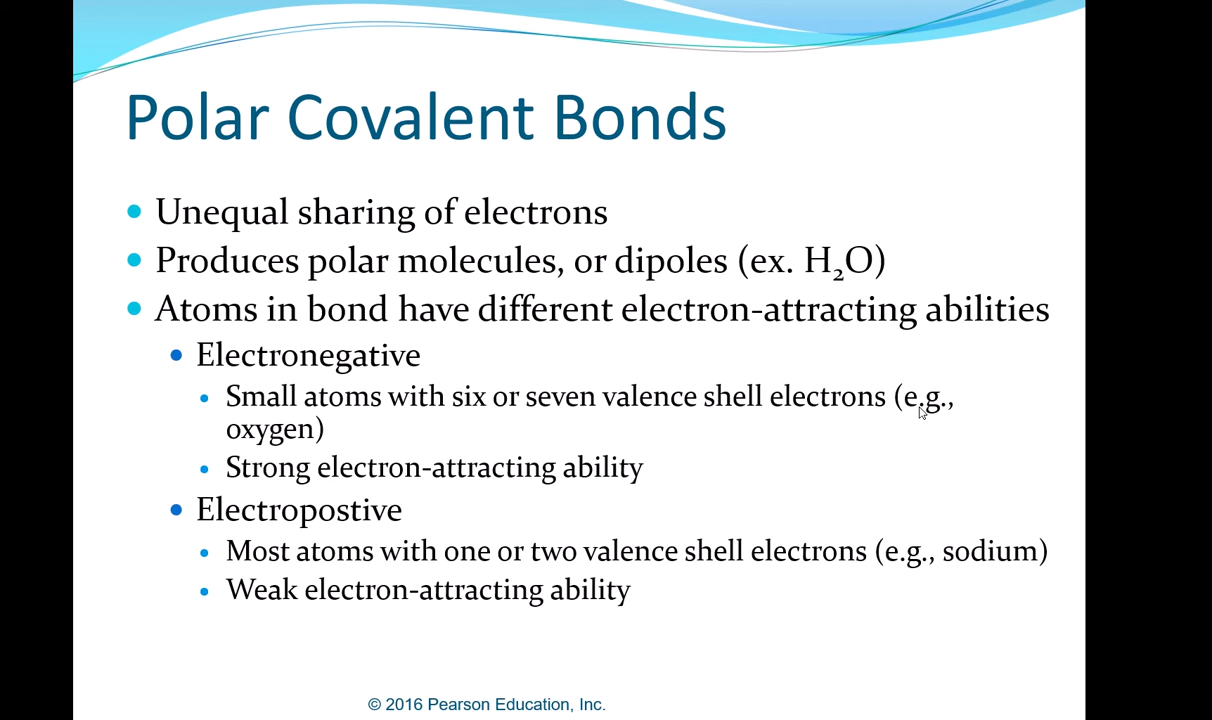 Polar Covalent Bonds
• Unequal sharing of electrons
• Produces polar molecules, or dipoles (ex. H₂O)
• Atoms in bond have different electron-attracting abilities
• Electronegative
• Small atoms with six or seven valence shell electrons (e.g.,
oxygen)
• Strong electron-attracting ability
• Electropostive
• Most atoms with one or two valence shell electrons (e.g., sodium)
• Weak electron-attracting ability
© 2016 Pearson Education, Inc.